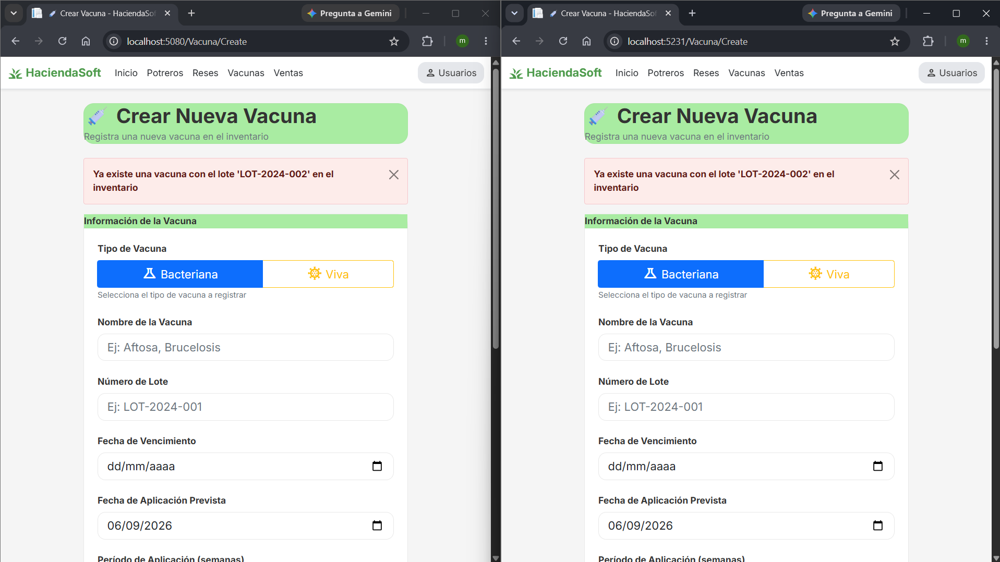 Crear Vacuna - HaciendaSof
Pregunta a Gemini
localhost:5080/Vacuna/Create
m
HaciendaSoft
Inicio
Potreros
Reses
Vacunas
Ventas
Usuarios
Crear Nueva Vacuna
Registra una nueva vacuna en el inventario
Ya existe una vacuna con el lote 'LOT-2024-002' en el
inventario
Información de la Vacuna
Tipo de Vacuna
Bacteriana
Viva
Selecciona el tipo de vacuna a registrar
Nombre de la Vacuna
Ej: Aftosa, Brucelosis
Número de Lote
Ej: LOT-2024-001
Fecha de Vencimiento
dd/mm/aaaa
Fecha de Aplicación Prevista
06/09/2026
Período de Aplicación (semanas)
Crear Vacuna - HaciendaSof
Pregunta a Gemini
localhost:5231/Vacuna/Create
m
HaciendaSoft
Inicio
Potreros
Reses
Vacunas
Ventas
Usuarios
Crear Nueva Vacuna
Registra una nueva vacuna en el inventario
Ya existe una vacuna con el lote 'LOT-2024-002' en el
inventario
Información de la Vacuna
Tipo de Vacuna
Bacteriana
Viva
Selecciona el tipo de vacuna a registrar
Nombre de la Vacuna
Ej: Aftosa, Brucelosis
Número de Lote
Ej: LOT-2024-001
Fecha de Vencimiento
dd/mm/aaaa
Fecha de Aplicación Prevista
06/09/2026
Período de Aplicación (semanas)